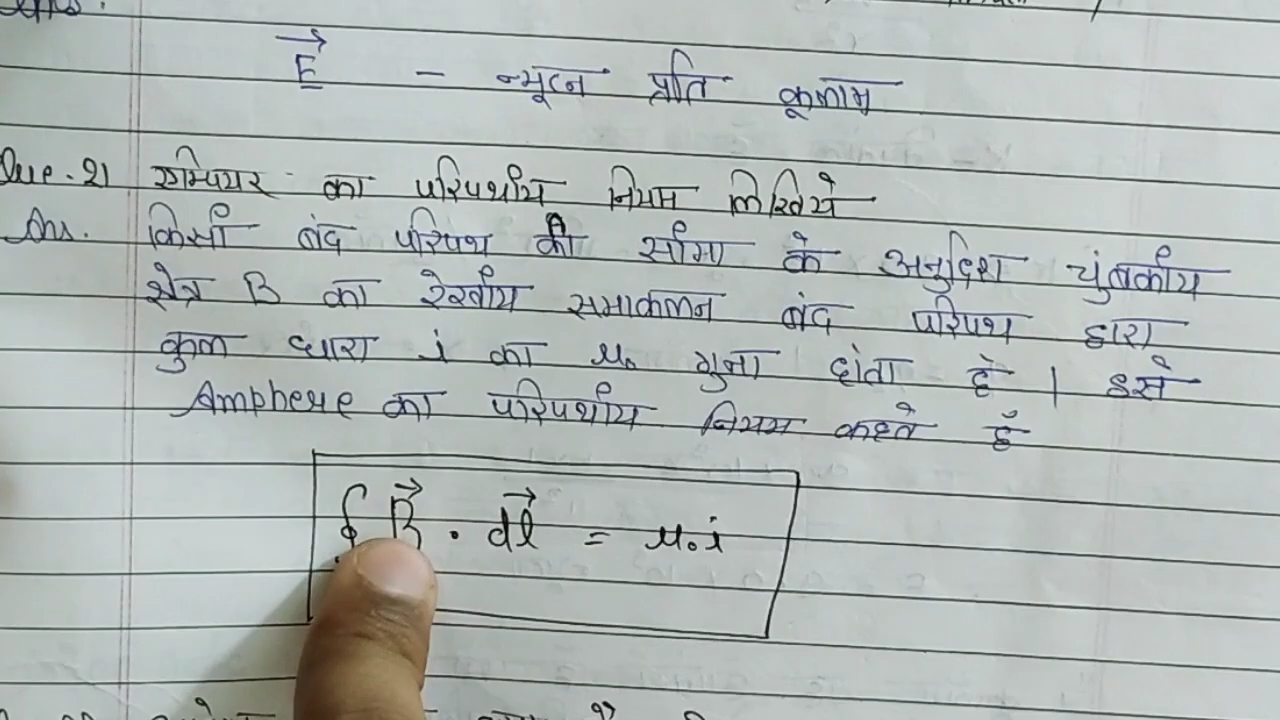 Ans.
E – न्यूटन प्रति कूलाम
Que. 21 एम्पियर का परिपथीय नियम लिखिये
Ans. किसी बंद परिपथ की सीमा के अनुदिश चुंबकीय
क्षेत्र B का रेखीय समाकलन बंद परिपथ द्वारा
कुल धारा i का μ₀ गुना होता है । इसे
Amphere का परिपथीय नियम कहते हैं
∮ B⃗ . dl⃗ = μ₀i